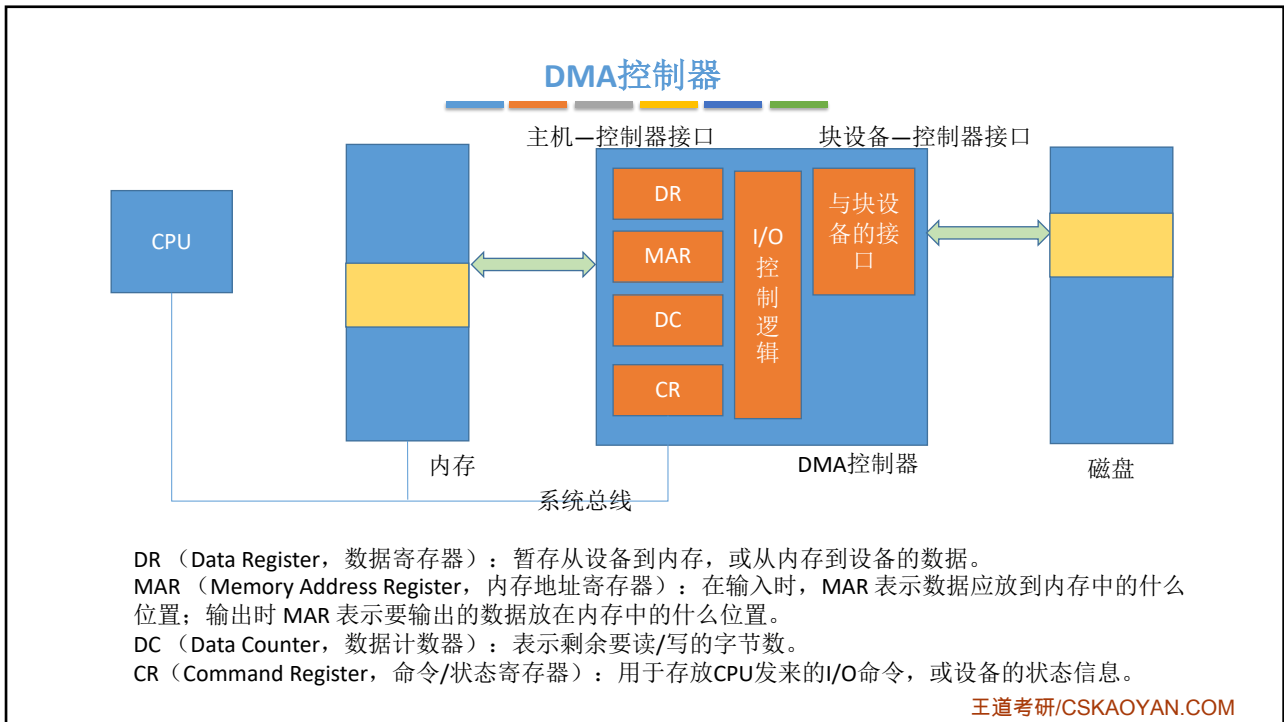 DMA控制器
主机—控制器接口
块设备—控制器接口
CPU
DR
MAR
DC
CR
I/O
控
制
逻
辑
与块设
备的接
口
内存
DMA控制器
磁盘
系统总线
DR （Data Register，数据寄存器）：暂存从设备到内存，或从内存到设备的数据。
MAR （Memory Address Register，内存地址寄存器）：在输入时，MAR 表示数据应放到内存中的什么
位置；输出时 MAR 表示要输出的数据放在内存中的什么位置。
DC （Data Counter，数据计数器）：表示剩余要读/写的字节数。
CR（Command Register，命令/状态寄存器）：用于存放CPU发来的I/O命令，或设备的状态信息。
王道考研/CSKAOYAN.COM